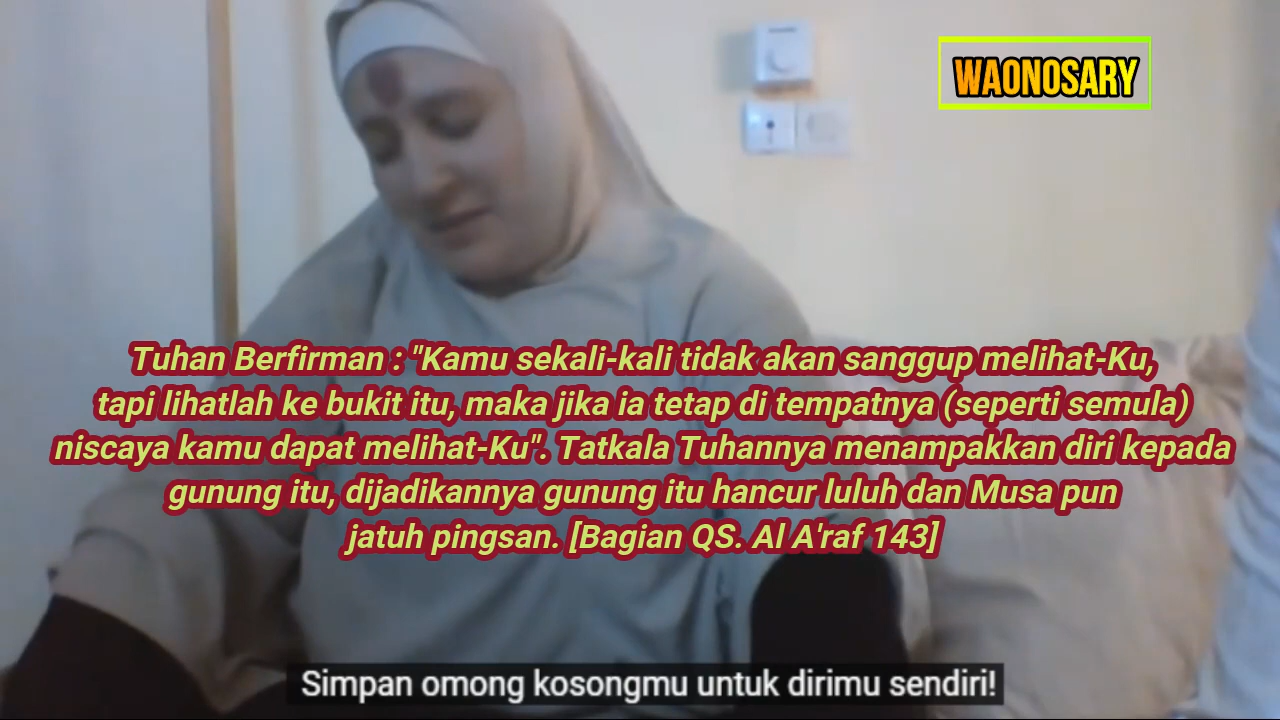 WAONOSARY
Tuhan Berfirman : "Kamu sekali-kali tidak akan sanggup melihat-Ku,
tapi lihatlah ke bukit itu, maka jika ia tetap di tempatnya (seperti semula)
niscaya kamu dapat melihat-Ku". Tatkala Tuhannya menampakkan diri kepada
gunung itu, dijadikannya gunung itu hancur luluh dan Musa pun
jatuh pingsan. [Bagian QS. Al A'raf 143]
Simpan omong kosongmu untuk dirimu sendiri!